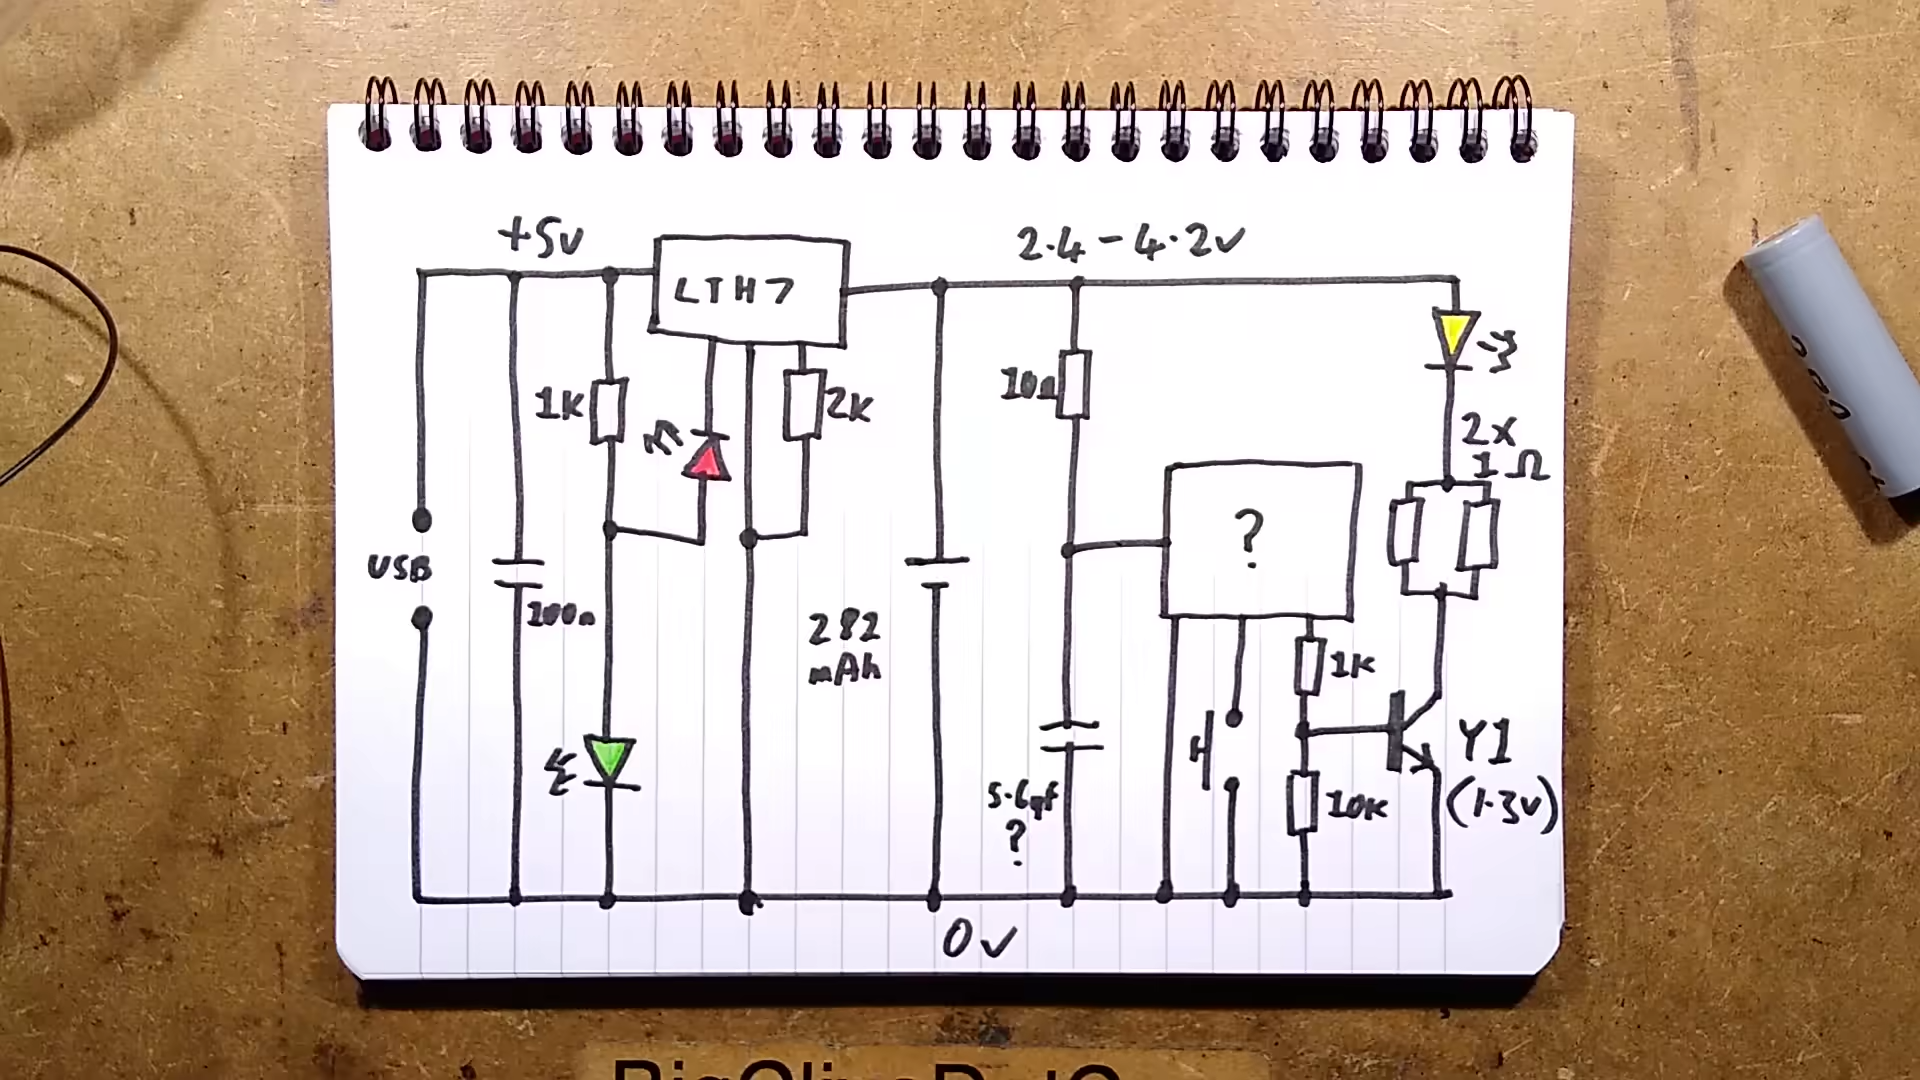 +5v
2.4-4.2v
LTH7
1K
2K
10Ω
2x
1Ω
?
USB
100n
282
mAh
1K
Y1
(1.3v)
10K
5.6µf
?
0v